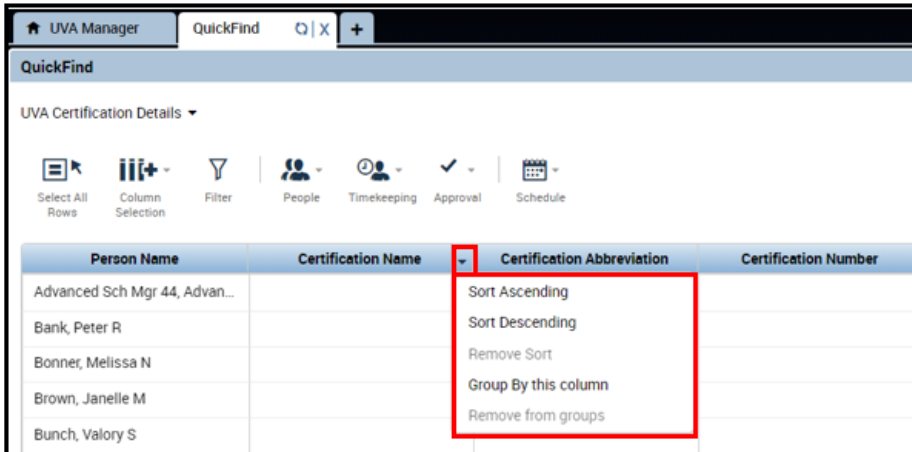 UVA Manager
QuickFind
X
+
QuickFind
UVA Certification Details
Select All Rows
Column Selection
Filter
People
Timekeeping
Approval
Schedule
Person Name
Certification Name
Certification Abbreviation
Certification Number
Advanced Sch Mgr 44, Advan...
Bank, Peter R
Bonner, Melissa N
Brown, Janelle M
Bunch, Valory S
Sort Ascending
Sort Descending
Remove Sort
Group By this column
Remove from groups